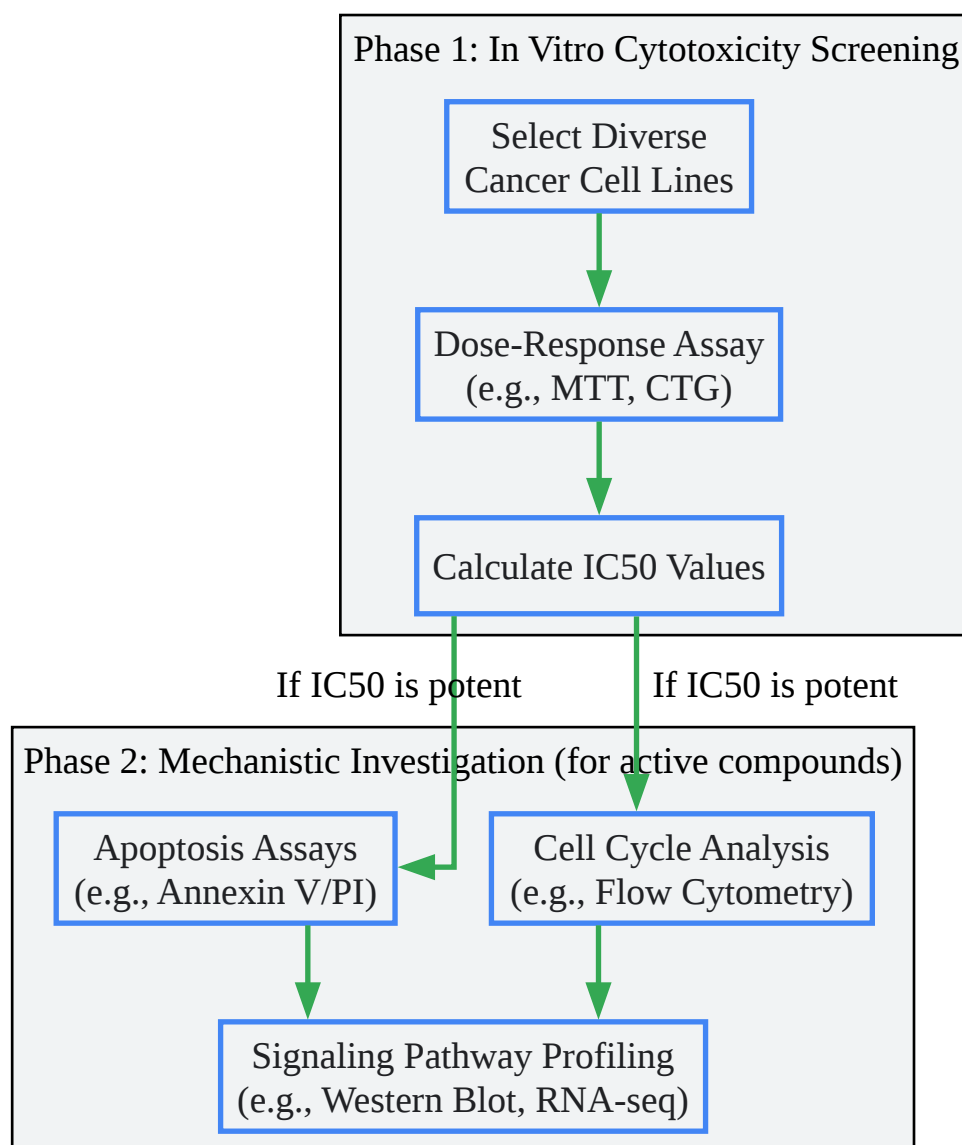 Phase 1: In Vitro Cytotoxicity Screening
Select Diverse
Cancer Cell Lines
Dose-Response Assay
(e.g., MTT, CTG)
Calculate IC50 Values
If IC50 is potent
If IC50 is potent
Phase 2: Mechanistic Investigation (for active compounds)
Apoptosis Assays
(e.g., Annexin V/PI)
Cell Cycle Analysis
(e.g., Flow Cytometry)
Signaling Pathway Profiling
(e.g., Western Blot, RNA-seq)